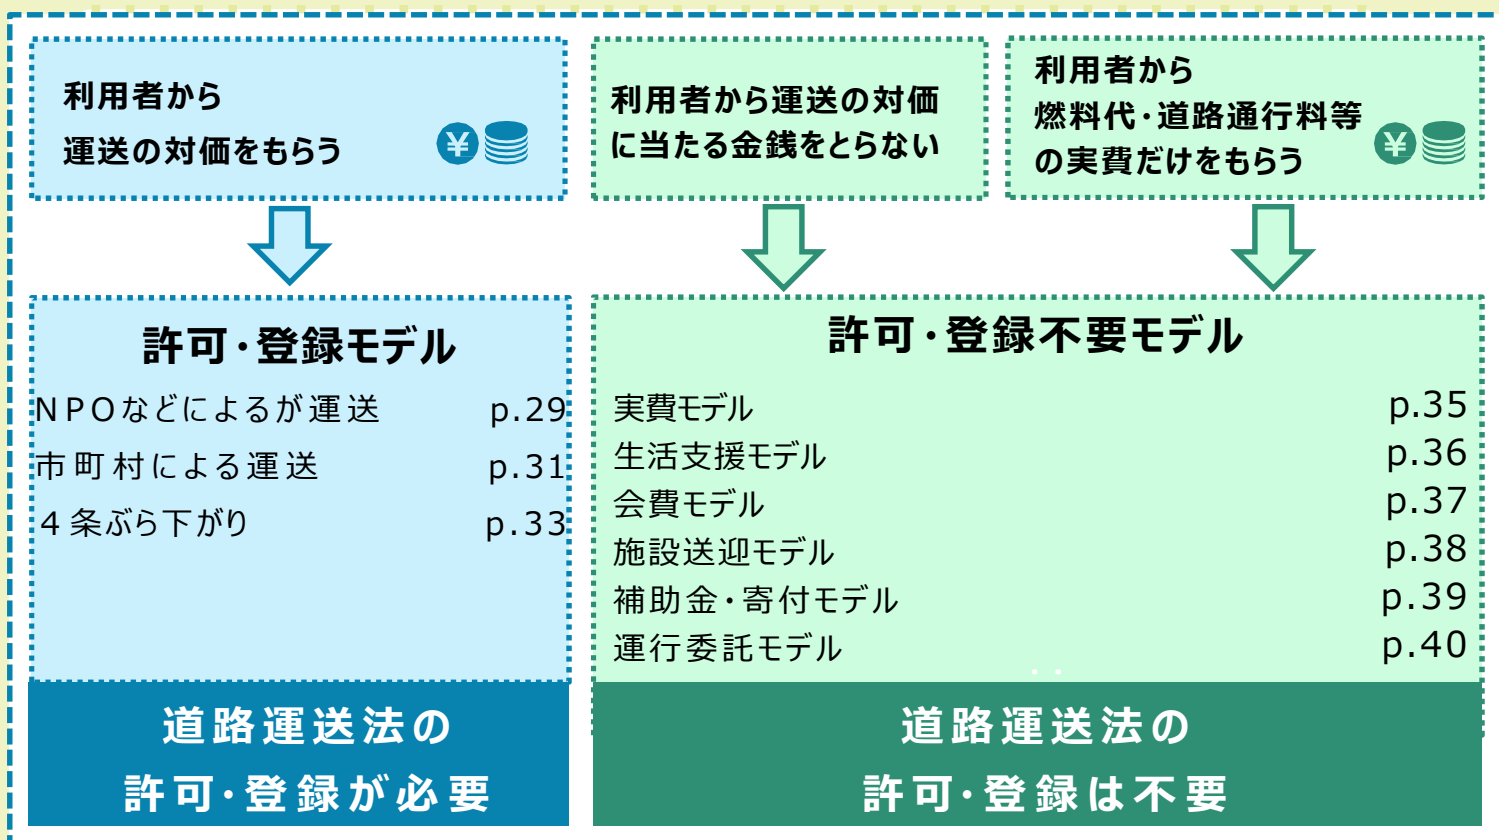 利用者から
運送の対価をもらう
¥
利用者から運送の対価
に当たる金銭をとらない
利用者から
燃料代・道路通行料等
の実費だけをもらう
¥
許可・登録モデル
NPOなどによるが運送 p.29
市町村による運送 p.31
4条ぶら下がり p.33
道路運送法の
許可・登録が必要
許可・登録不要モデル
実費モデル p.35
生活支援モデル p.36
会費モデル p.37
施設送迎モデル p.38
補助金・寄付モデル p.39
運行委託モデル p.40
道路運送法の
許可・登録は不要